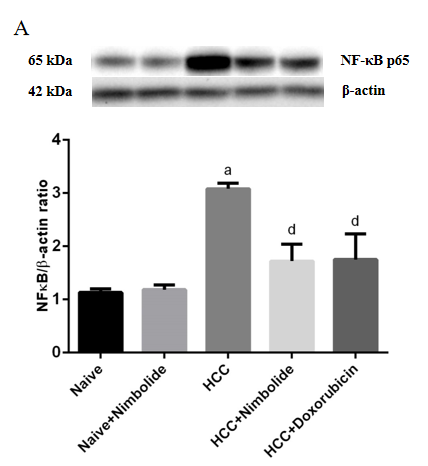 A
65 kDa NF-κB p65
42 kDa β-actin
NFκB/β-actin ratio
4
3
2
1
0
a
d
d
Naive
Naive+Nimbolide
HCC
HCC+Nimbolide
HCC+Doxorubicin